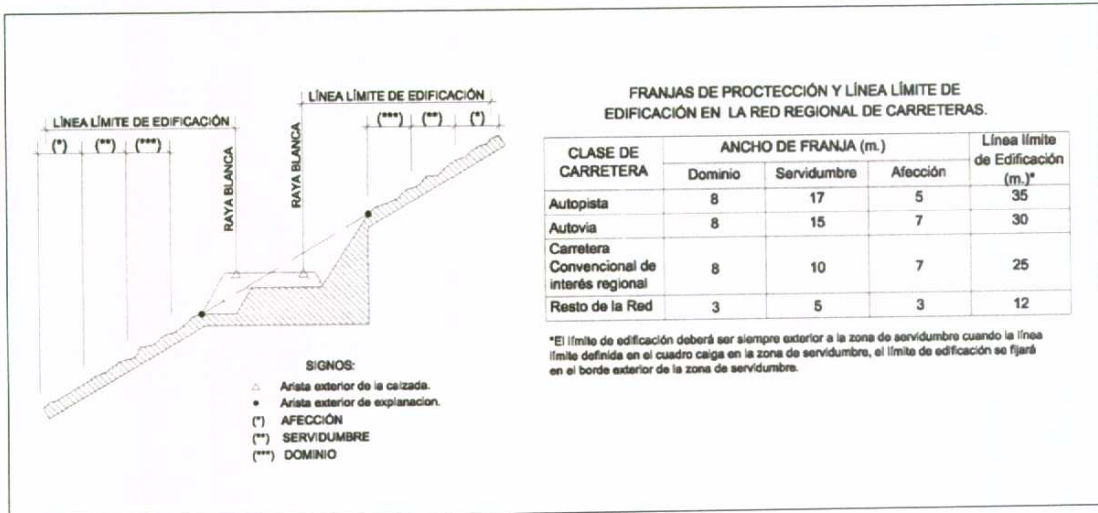 LÍNEA LÍMITE DE EDIFICACIÓN
(***) (**) (*)
LÍNEA LÍMITE DE EDIFICACIÓN
(*) (**) (***)
RAYA BLANCA
RAYA BLANCA
SIGNOS:
△ Arista exterior de la calzada.
• Arista exterior de explanacion.
(*) AFECCIÓN
(**) SERVIDUMBRE
(***) DOMINIO
FRANJAS DE PROCTECCIÓN Y LÍNEA LÍMITE DE
EDIFICACIÓN EN LA RED REGIONAL DE CARRETERAS.
CLASE DE CARRETERA ANCHO DE FRANJA (m.) Línea límite de Edificación (m.)*
Dominio Servidumbre Afección
Autopista 8 17 5 35
Autovia 8 15 7 30
Carretera
Convencional de 8 10 7 25
interés regional
Resto de la Red 3 5 3 12
*El límite de edificación deberá ser siempre exterior a la zona de servidumbre cuando la línea
límite definida en el cuadro caiga en la zona de servidumbre, el límite de edificación se fijará
en el borde exterior de la zona de servidumbre.